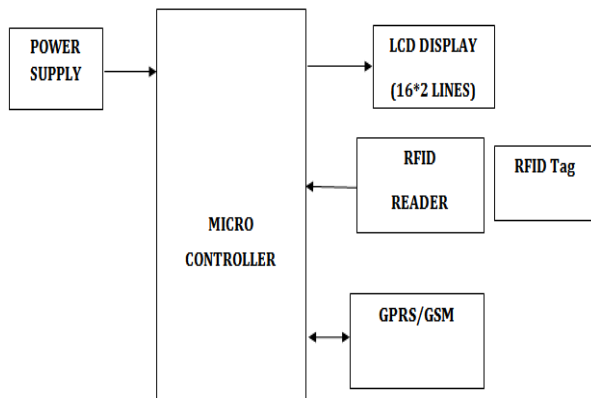 POWER
SUPPLY
LCD DISPLAY
(16*2 LINES)
RFID
READER
RFID Tag
MICRO
CONTROLLER
GPRS/GSM